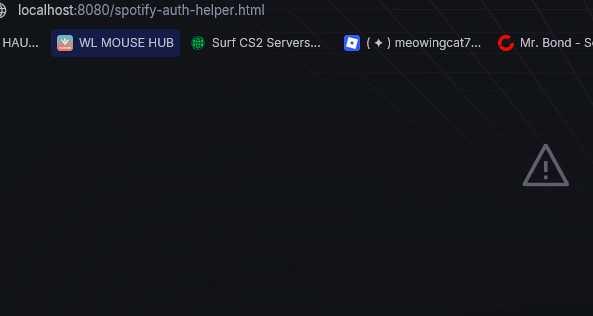 localhost:8080/spotify-auth-helper.html
HAU... WL MOUSE HUB Surf CS2 Servers... ( ✦ ) meowingcat7... Mr. Bond - S